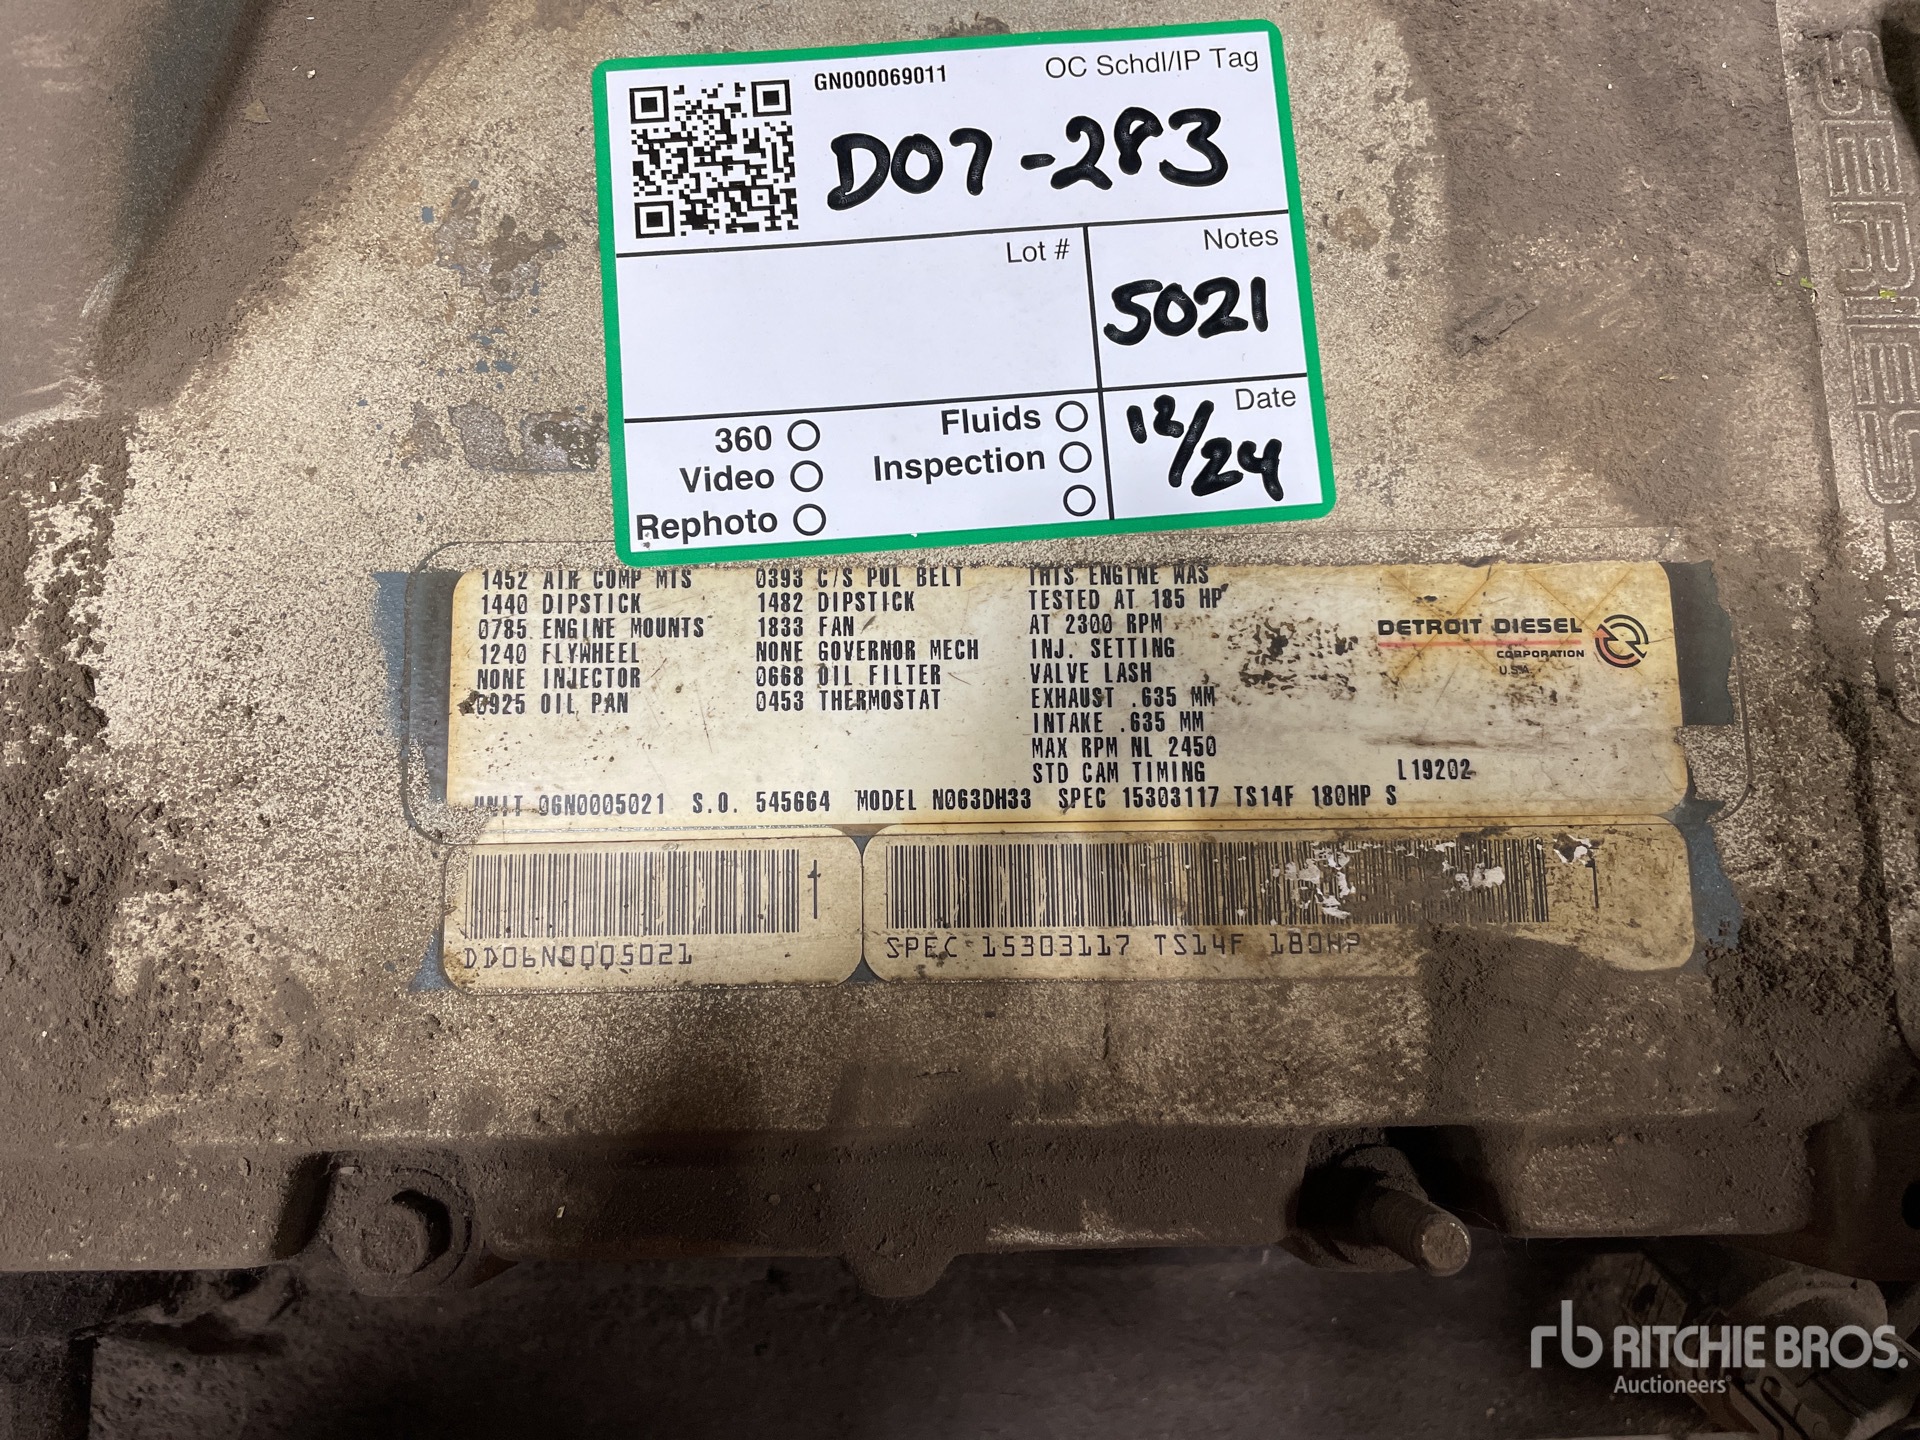 GN000069011
OC Schdl/IP Tag
D07-283
Lot #
Notes
5021
360
Video
Rephoto
Fluids
Inspection
Date
12/24
1452 AIR COMP MTS 0393 C/S PUL BELT THIS ENGINE WAS
1440 DIPSTICK 1482 DIPSTICK TESTED AT 185 HP
0785 ENGINE MOUNTS 1833 FAN AT 2300 RPM
1240 FLYWHEEL NONE GOVERNOR MECH INJ. SETTING
NONE INJECTOR 0668 OIL FILTER VALVE LASH
0925 OIL PAN 0453 THERMOSTAT EXHAUST .635 MM
INTAKE .635 MM
MAX RPM NL 2450
STD CAM TIMING L19202
UNIT 06N0005021 S.O. 545664 MODEL N063DH33 SPEC 15303117 TS14F 180HP S
DETROIT DIESEL
CORPORATION
U.S.A.
DD06N0005021
SPEC 15303117 TS14F 180HP
SERIES
rb RITCHIE BROS.
Auctioneers